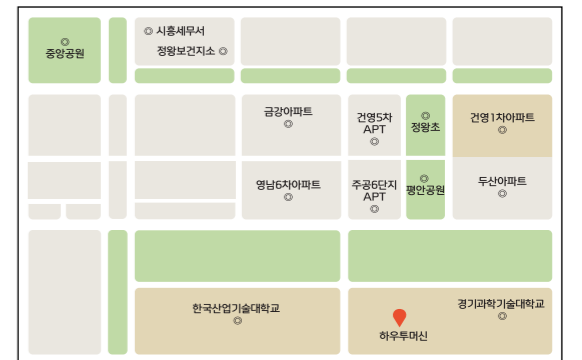 ◎ 시흥세무서
◎
중앙공원
정왕보건지소 ◎
금강아파트
◎
건영5차
APT
◎
◎
정왕초
건영1차아파트
◎
영남6차아파트
◎
주공6단지
APT
◎
◎
평안공원
두산아파트
◎
한국산업기술대학교
◎
경기과학기술대학교
◎
하우투머신